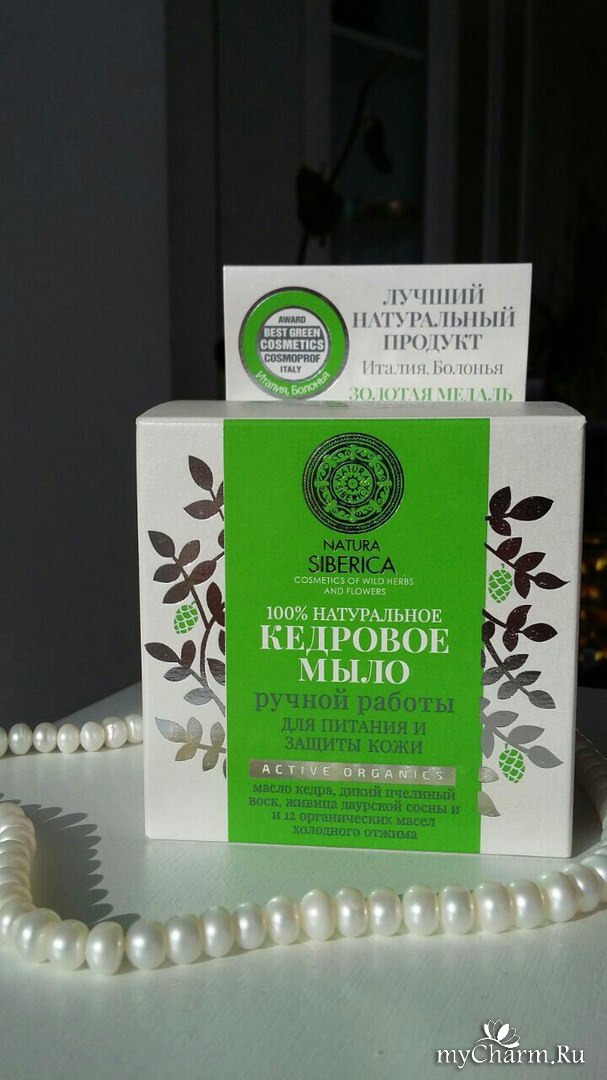 AWARD
BEST GREEN
COSMETICS
COSMOPROF
ITALY
Италия, Болонья
ЛУЧШИЙ
НАТУРАЛЬНЫЙ
ПРОДУКТ
Италия, Болонья
ЗОЛОТАЯ МЕДАЛЬ
NATURA
SIBERICA
NATURA
SIBERICA
COSMETICS OF WILD HERBS
AND FLOWERS
100% НАТУРАЛЬНОЕ
КЕДРОВОЕ
МЫЛО
ручной работы
ДЛЯ ПИТАНИЯ И
ЗАЩИТЫ КОЖИ
ACTIVE ORGANICS
масло кедра, дикий пчелиный
воск, живица даурской сосны и
и 12 органических масел
холодного отжима
myCharm.Ru